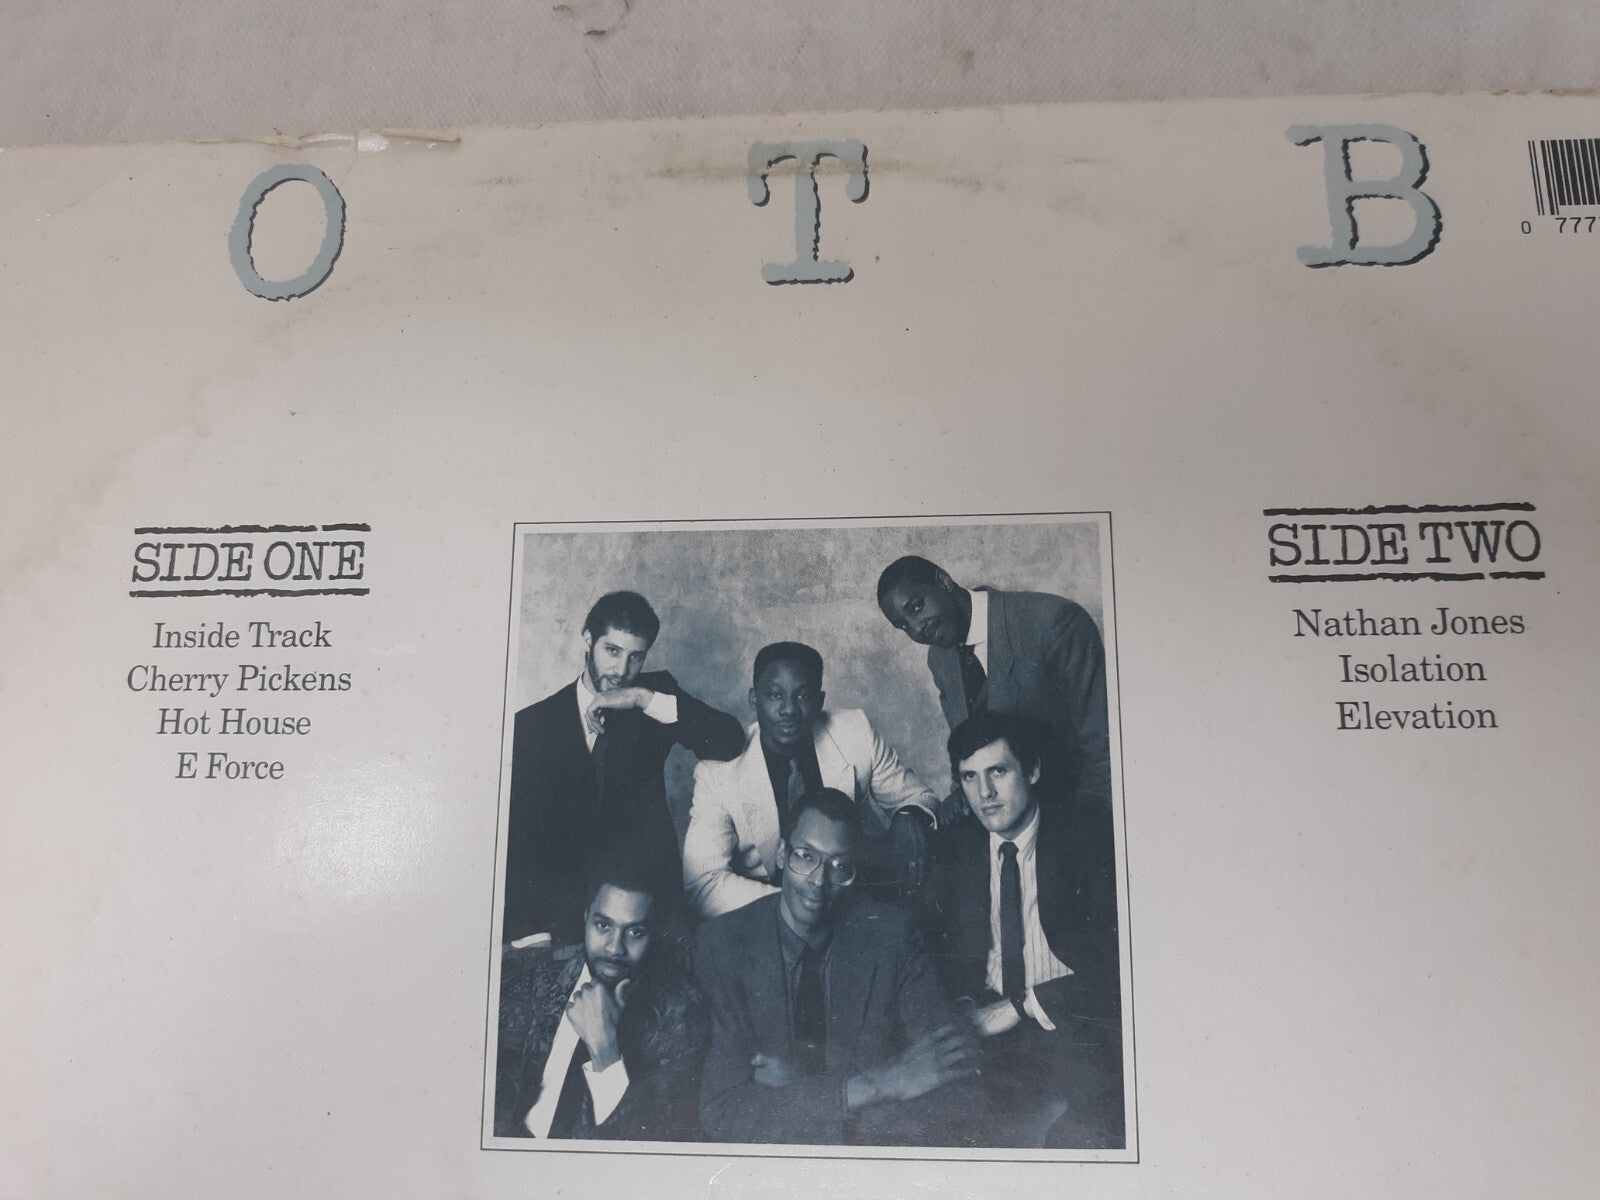 O T B
0 777
SIDE ONE
Inside Track
Cherry Pickens
Hot House
E Force
SIDE TWO
Nathan Jones
Isolation
Elevation